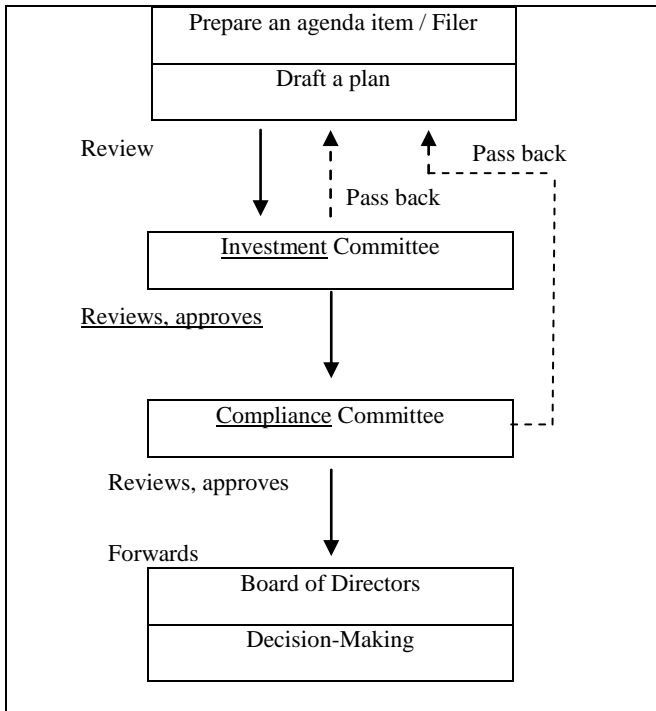 Prepare an agenda item / Filer
Draft a plan
Review
Pass back
Pass back
Investment Committee
Reviews, approves
Compliance Committee
Reviews, approves
Forwards
Board of Directors
Decision-Making